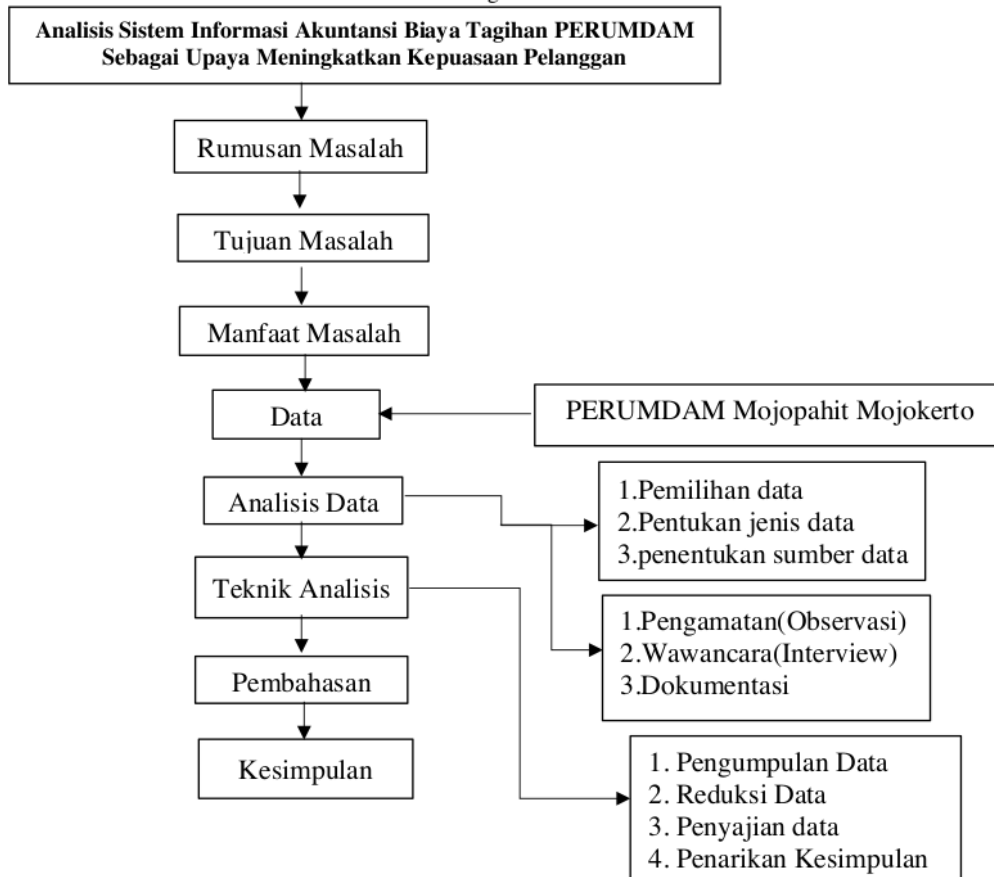 Analisis Sistem Informasi Akuntansi Biaya Tagihan PERUMDAM
Sebagai Upaya Meningkatkan Kepuasaan Pelanggan
Rumusan Masalah
Tujuan Masalah
Manfaat Masalah
Data
PERUMDAM Mojopahit Mojokerto
Analisis Data
1.Pemilihan data
2.Pentukan jenis data
3.penentukan sumber data
Teknik Analisis
1.Pengamatan(Observasi)
2.Wawancara(Interview)
3.Dokumentasi
Pembahasan
Kesimpulan
1. Pengumpulan Data
2. Reduksi Data
3. Penyajian data
4. Penarikan Kesimpulan